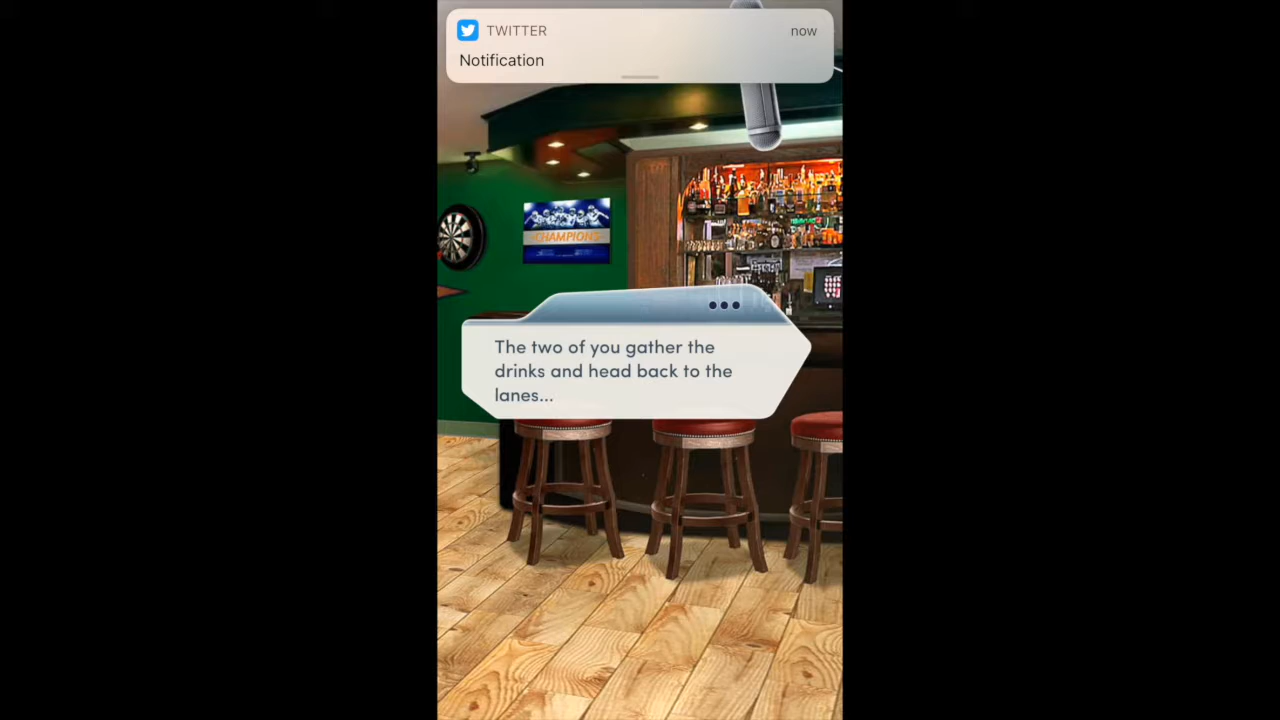 TWITTER now
Notification
CHAMPIONS
The two of you gather the
drinks and head back to the
lanes...